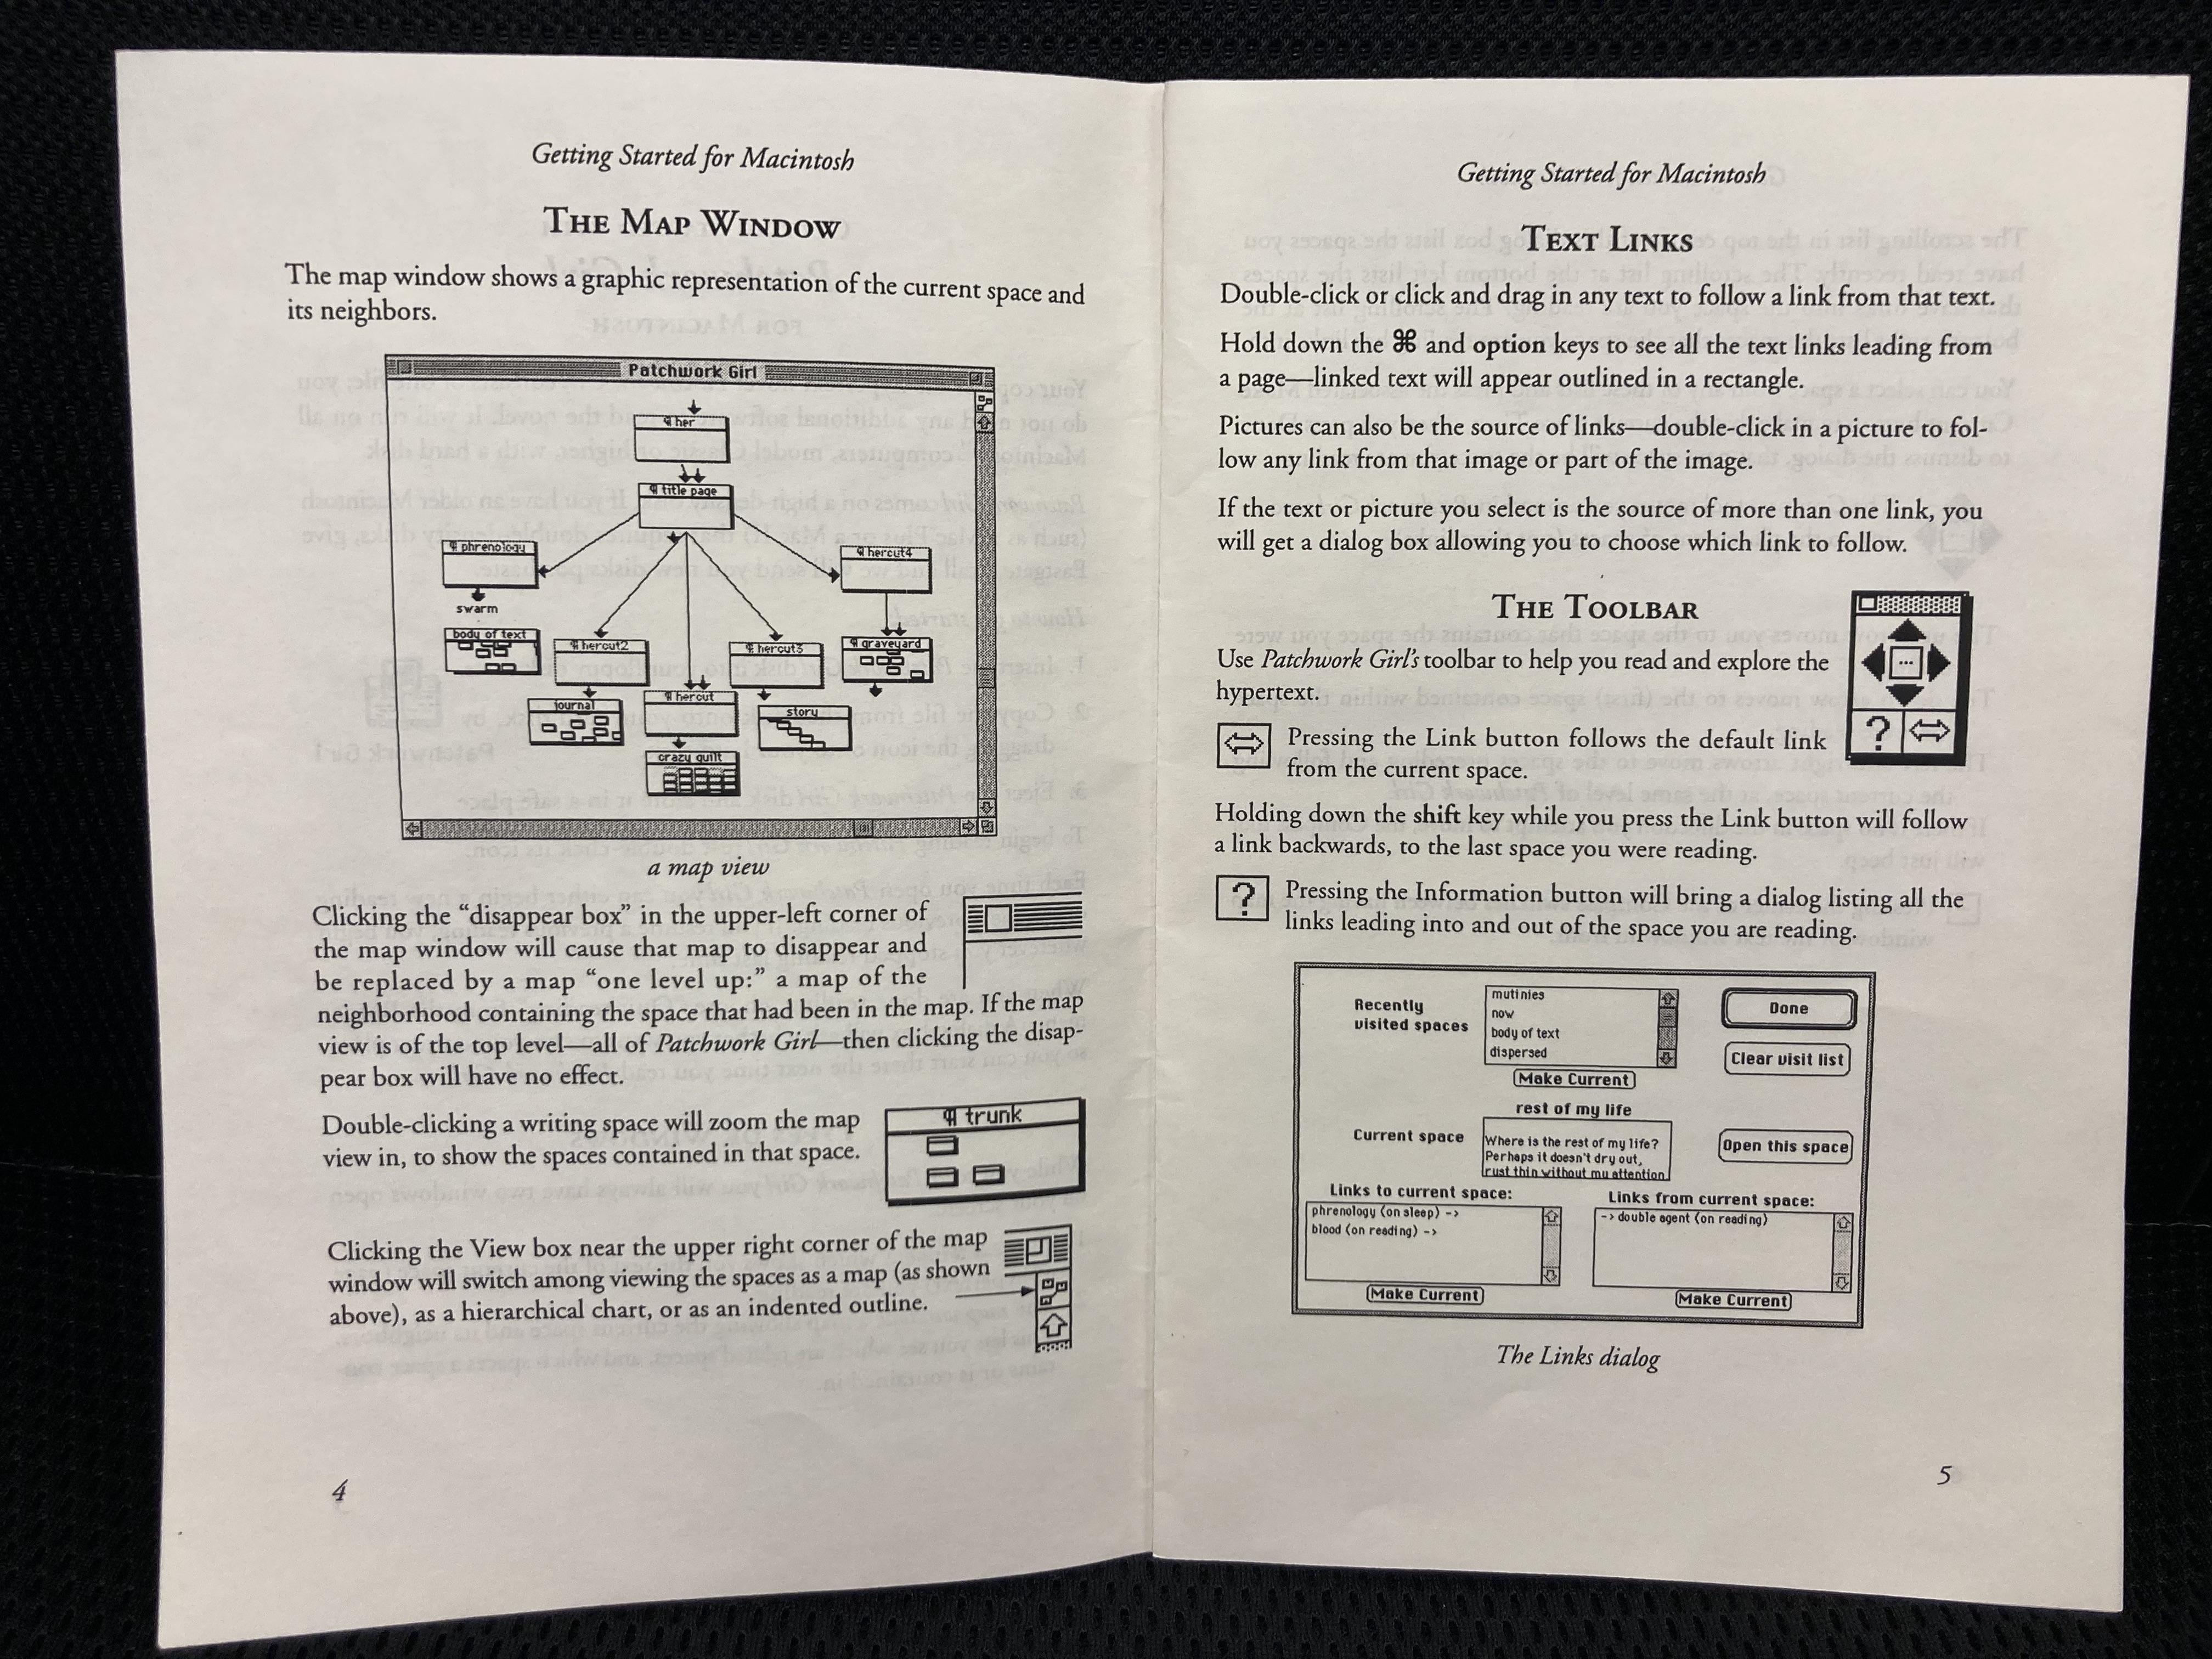 Getting Started for Macintosh
THE MAP WINDOW
The map window shows a graphic representation of the current space and
its neighbors.
Patchwork Girl
¶ her
¶ title page
¶ phrenology
¶ hercut4
swarm
body of text
¶ hercut2
¶ hercut3
¶ graveyard
journal
¶ hercut
story
crazy quilt
a map view
Clicking the “disappear box” in the upper-left corner of
the map window will cause that map to disappear and
be replaced by a map “one level up:” a map of the
neighborhood containing the space that had been in the map. If the map
view is of the top level—all of Patchwork Girl—then clicking the disap-
pear box will have no effect.
Double-clicking a writing space will zoom the map
view in, to show the spaces contained in that space.
¶ trunk
Clicking the View box near the upper right corner of the map
window will switch among viewing the spaces as a map (as shown
above), as a hierarchical chart, or as an indented outline.
4
Getting Started for Macintosh
TEXT LINKS
Double-click or click and drag in any text to follow a link from that text.
Hold down the ⌘ and option keys to see all the text links leading from
a page—linked text will appear outlined in a rectangle.
Pictures can also be the source of links—double-click in a picture to fol-
low any link from that image or part of the image.
If the text or picture you select is the source of more than one link, you
will get a dialog box allowing you to choose which link to follow.
THE TOOLBAR
Use Patchwork Girl's toolbar to help you read and explore the
hypertext.
...
?
Pressing the Link button follows the default link
from the current space.
Holding down the shift key while you press the Link button will follow
a link backwards, to the last space you were reading.
?
Pressing the Information button will bring a dialog listing all the
links leading into and out of the space you are reading.
Recently
visited spaces
mutinies
now
body of text
dispersed
Done
Clear visit list
Make Current
rest of my life
Current space
Where is the rest of my life?
Perhaps it doesn't dry out,
rust thin without my attention
Open this space
Links to current space:
phrenology (on sleep) ->
blood (on reading) ->
Make Current
Links from current space:
-> double agent (on reading)
Make Current
The Links dialog
5